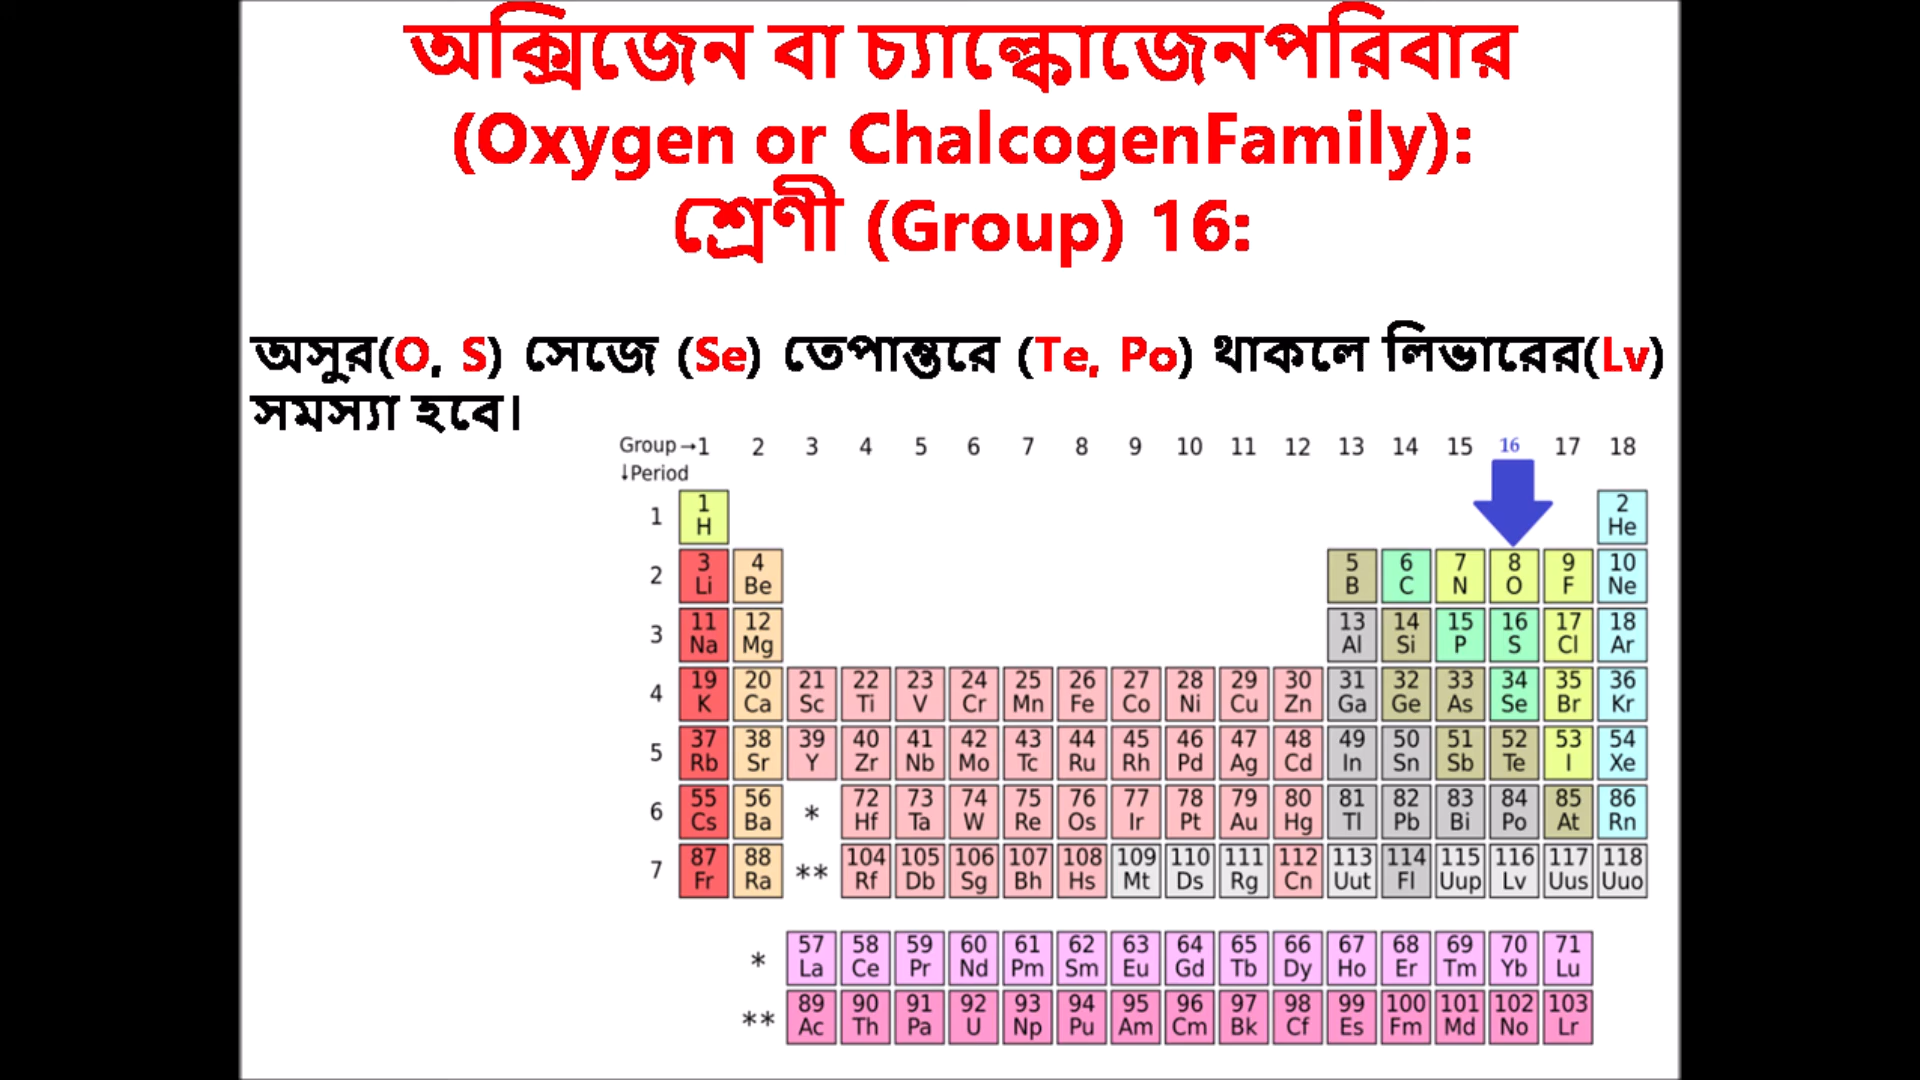 অক্সিজেন বা চ্যাল্কোজেনপরিবার
(Oxygen or ChalcogenFamily):
শ্রেণী (Group) 16:
অসুর(O, S) সেজে (Se) তেপান্তরে (Te, Po) থাকলে লিভারের(Lv)
সমস্যা হবে।
Group→1 2 3 4 5 6 7 8 9 10 11 12 13 14 15 16 17 18
↓Period
1 1 2
H He
2 3 4 5 6 7 8 9 10
Li Be B C N O F Ne
3 11 12 13 14 15 16 17 18
Na Mg Al Si P S Cl Ar
4 19 20 21 22 23 24 25 26 27 28 29 30 31 32 33 34 35 36
K Ca Sc Ti V Cr Mn Fe Co Ni Cu Zn Ga Ge As Se Br Kr
5 37 38 39 40 41 42 43 44 45 46 47 48 49 50 51 52 53 54
Rb Sr Y Zr Nb Mo Tc Ru Rh Pd Ag Cd In Sn Sb Te I Xe
6 55 56 * 72 73 74 75 76 77 78 79 80 81 82 83 84 85 86
Cs Ba Hf Ta W Re Os Ir Pt Au Hg Tl Pb Bi Po At Rn
7 87 88 ** 104 105 106 107 108 109 110 111 112 113 114 115 116 117 118
Fr Ra Rf Db Sg Bh Hs Mt Ds Rg Cn Uut Fl Uup Lv Uus Uuo
* 57 58 59 60 61 62 63 64 65 66 67 68 69 70 71
La Ce Pr Nd Pm Sm Eu Gd Tb Dy Ho Er Tm Yb Lu
** 89 90 91 92 93 94 95 96 97 98 99 100 101 102 103
Ac Th Pa U Np Pu Am Cm Bk Cf Es Fm Md No Lr